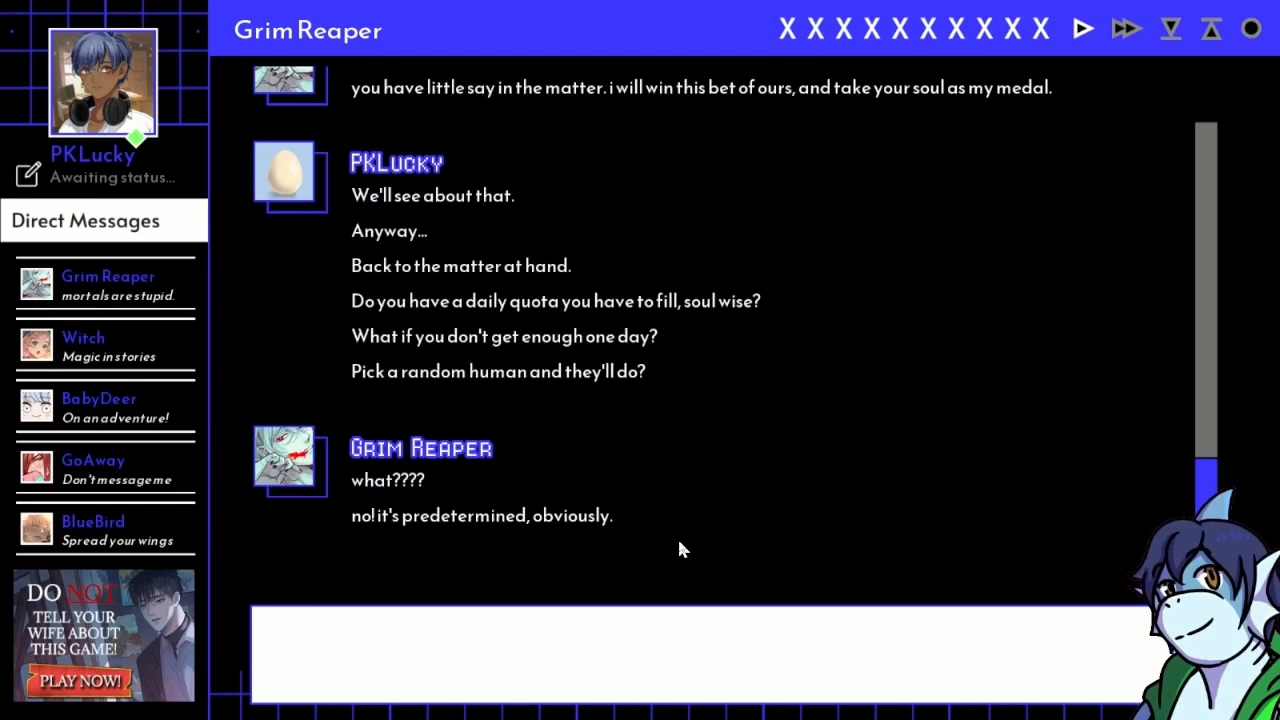 Grim Reaper
X X X X X X X X X X
PKLucky
Awaiting status...
Direct Messages
Grim Reaper
mortals are stupid.
Witch
Magic in stories
BabyDeer
On an adventure!
GoAway
Don't message me
BlueBird
Spread your wings
DO NOT
TELL YOUR
WIFE ABOUT
THIS GAME!
PLAY NOW!
you have little say in the matter. i will win this bet of ours, and take your soul as my medal.
PKLucky
We'll see about that.
Anyway...
Back to the matter at hand.
Do you have a daily quota you have to fill, soul wise?
What if you don't get enough one day?
Pick a random human and they'll do?
Grim Reaper
what????
no! it's predetermined, obviously.